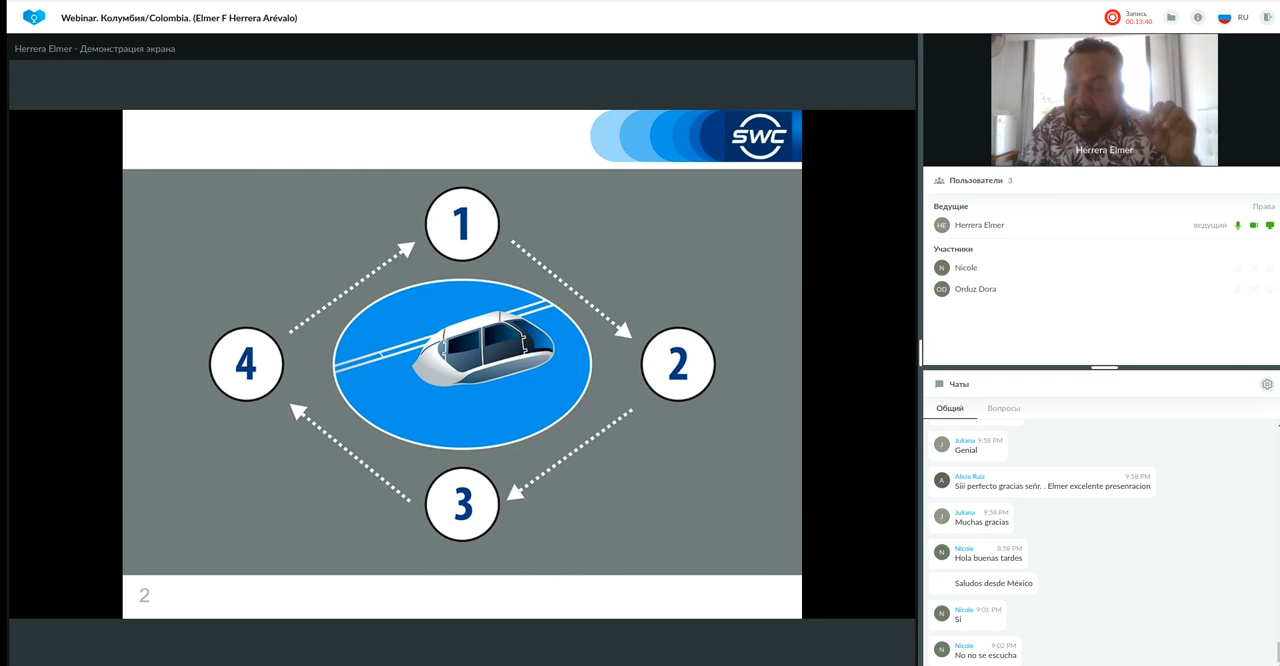 Webinar. Колумбия/Colombia. (Elmer F Herrera Arévalo)
Запись
00:13:40
RU
Herrera Elmer - Демонстрация экрана
SWC
1
4
2
3
2
Herrera Elmer
Пользователи 3
Ведущие Права
HE Herrera Elmer ведущий
Участники
N Nicole
OD Orduz Dora
Чаты
Общий Вопросы
J Juliana 9:58 PM
Genial
A Alicia Ruiz 9:58 PM
Siii perfecto gracias señr. . Elmer excelente presenracion
J Juliana 9:58 PM
Muchas gracias
N Nicole 8:58 PM
Hola buenas tardes
Saludos desde México
N Nicole 9:01 PM
Si
N Nicole 9:02 PM
No no se escucha